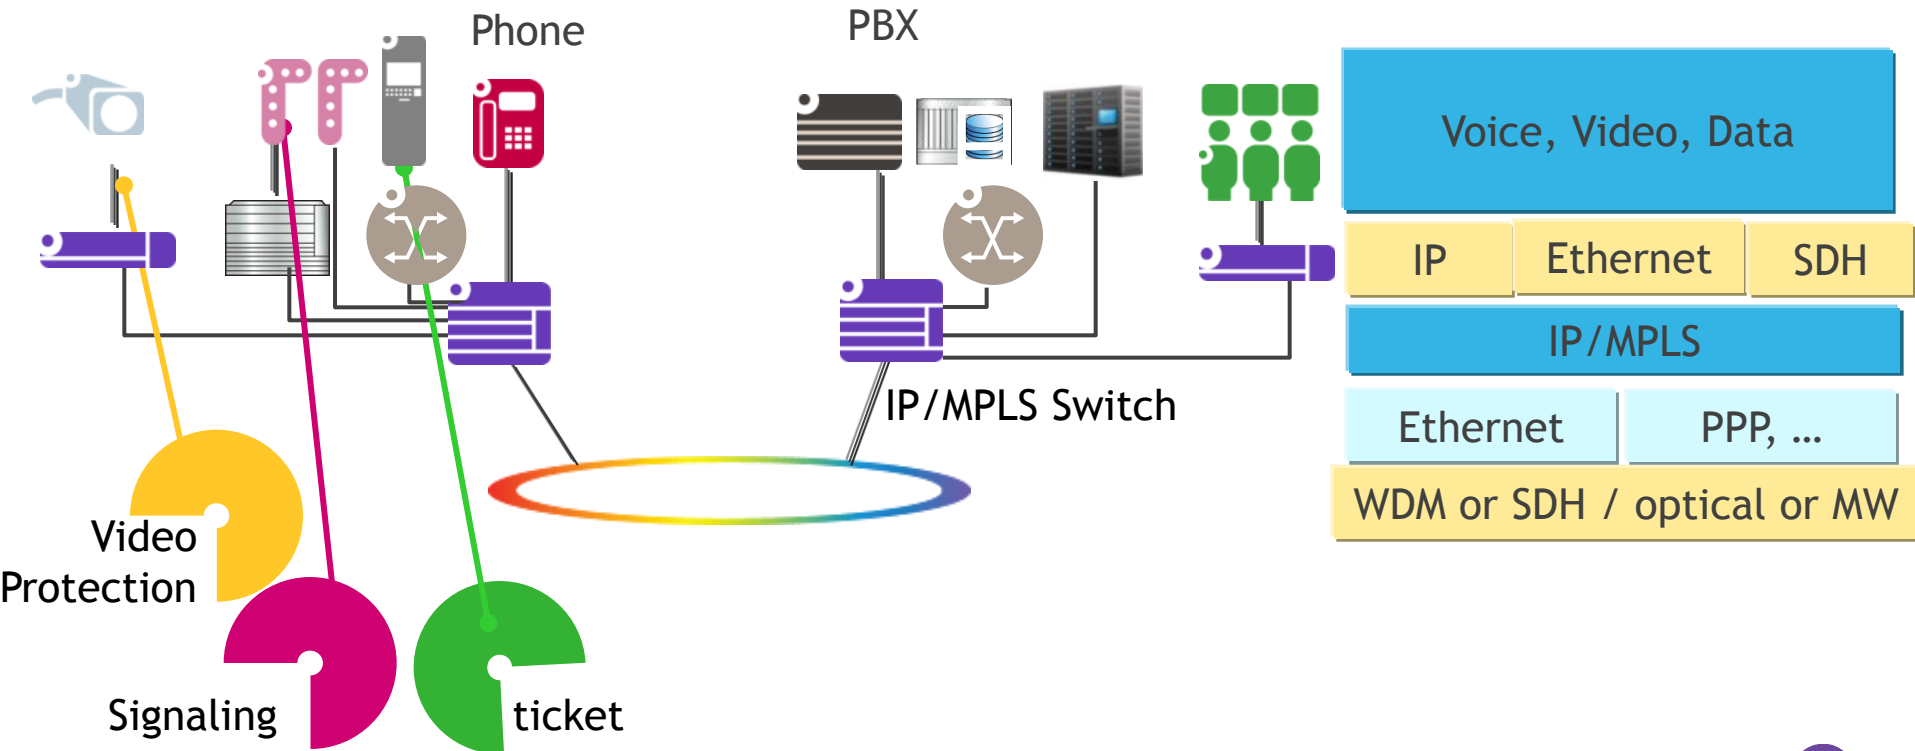 Phone
PBX
Voice, Video, Data
IP
Ethernet
SDH
IP/MPLS
IP/MPLS Switch
Ethernet
PPP, ...
WDM or SDH / optical or MW
Video
Protection
Signaling
ticket